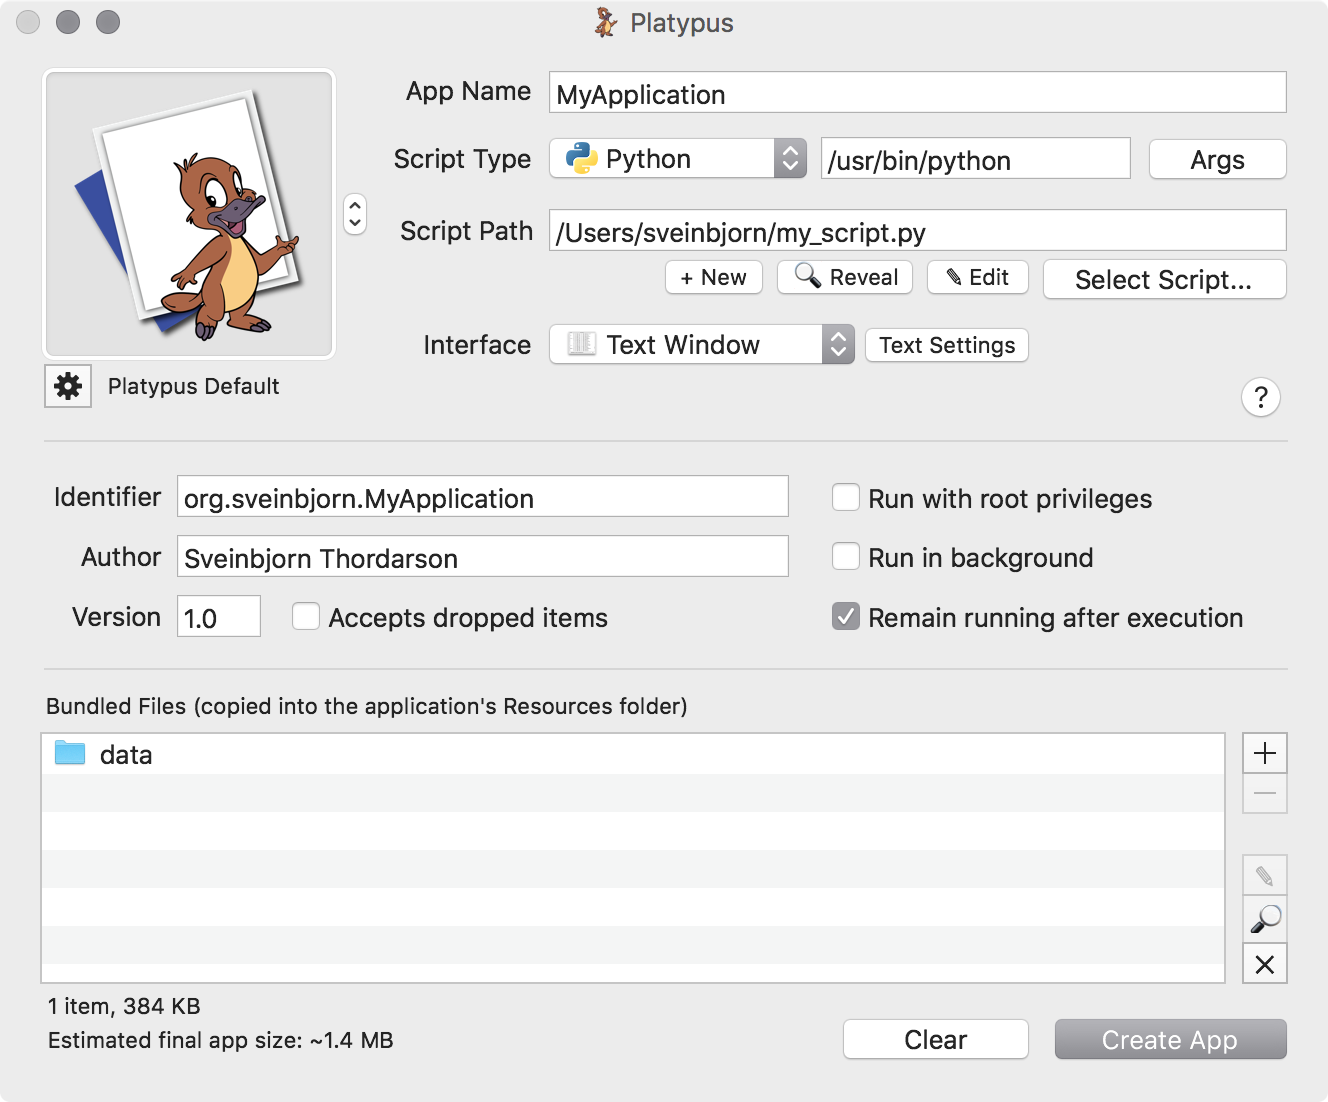 Platypus
App Name MyApplication
Script Type Python /usr/bin/python Args
Script Path /Users/sveinbjorn/my_script.py
+ New Reveal Edit Select Script...
Interface Text Window Text Settings
Platypus Default
?
Identifier org.sveinbjorn.MyApplication Run with root privileges
Author Sveinbjorn Thordarson Run in background
Version 1.0 Accepts dropped items Remain running after execution
Bundled Files (copied into the application's Resources folder)
data
1 item, 384 KB
Estimated final app size: ~1.4 MB
Clear Create App